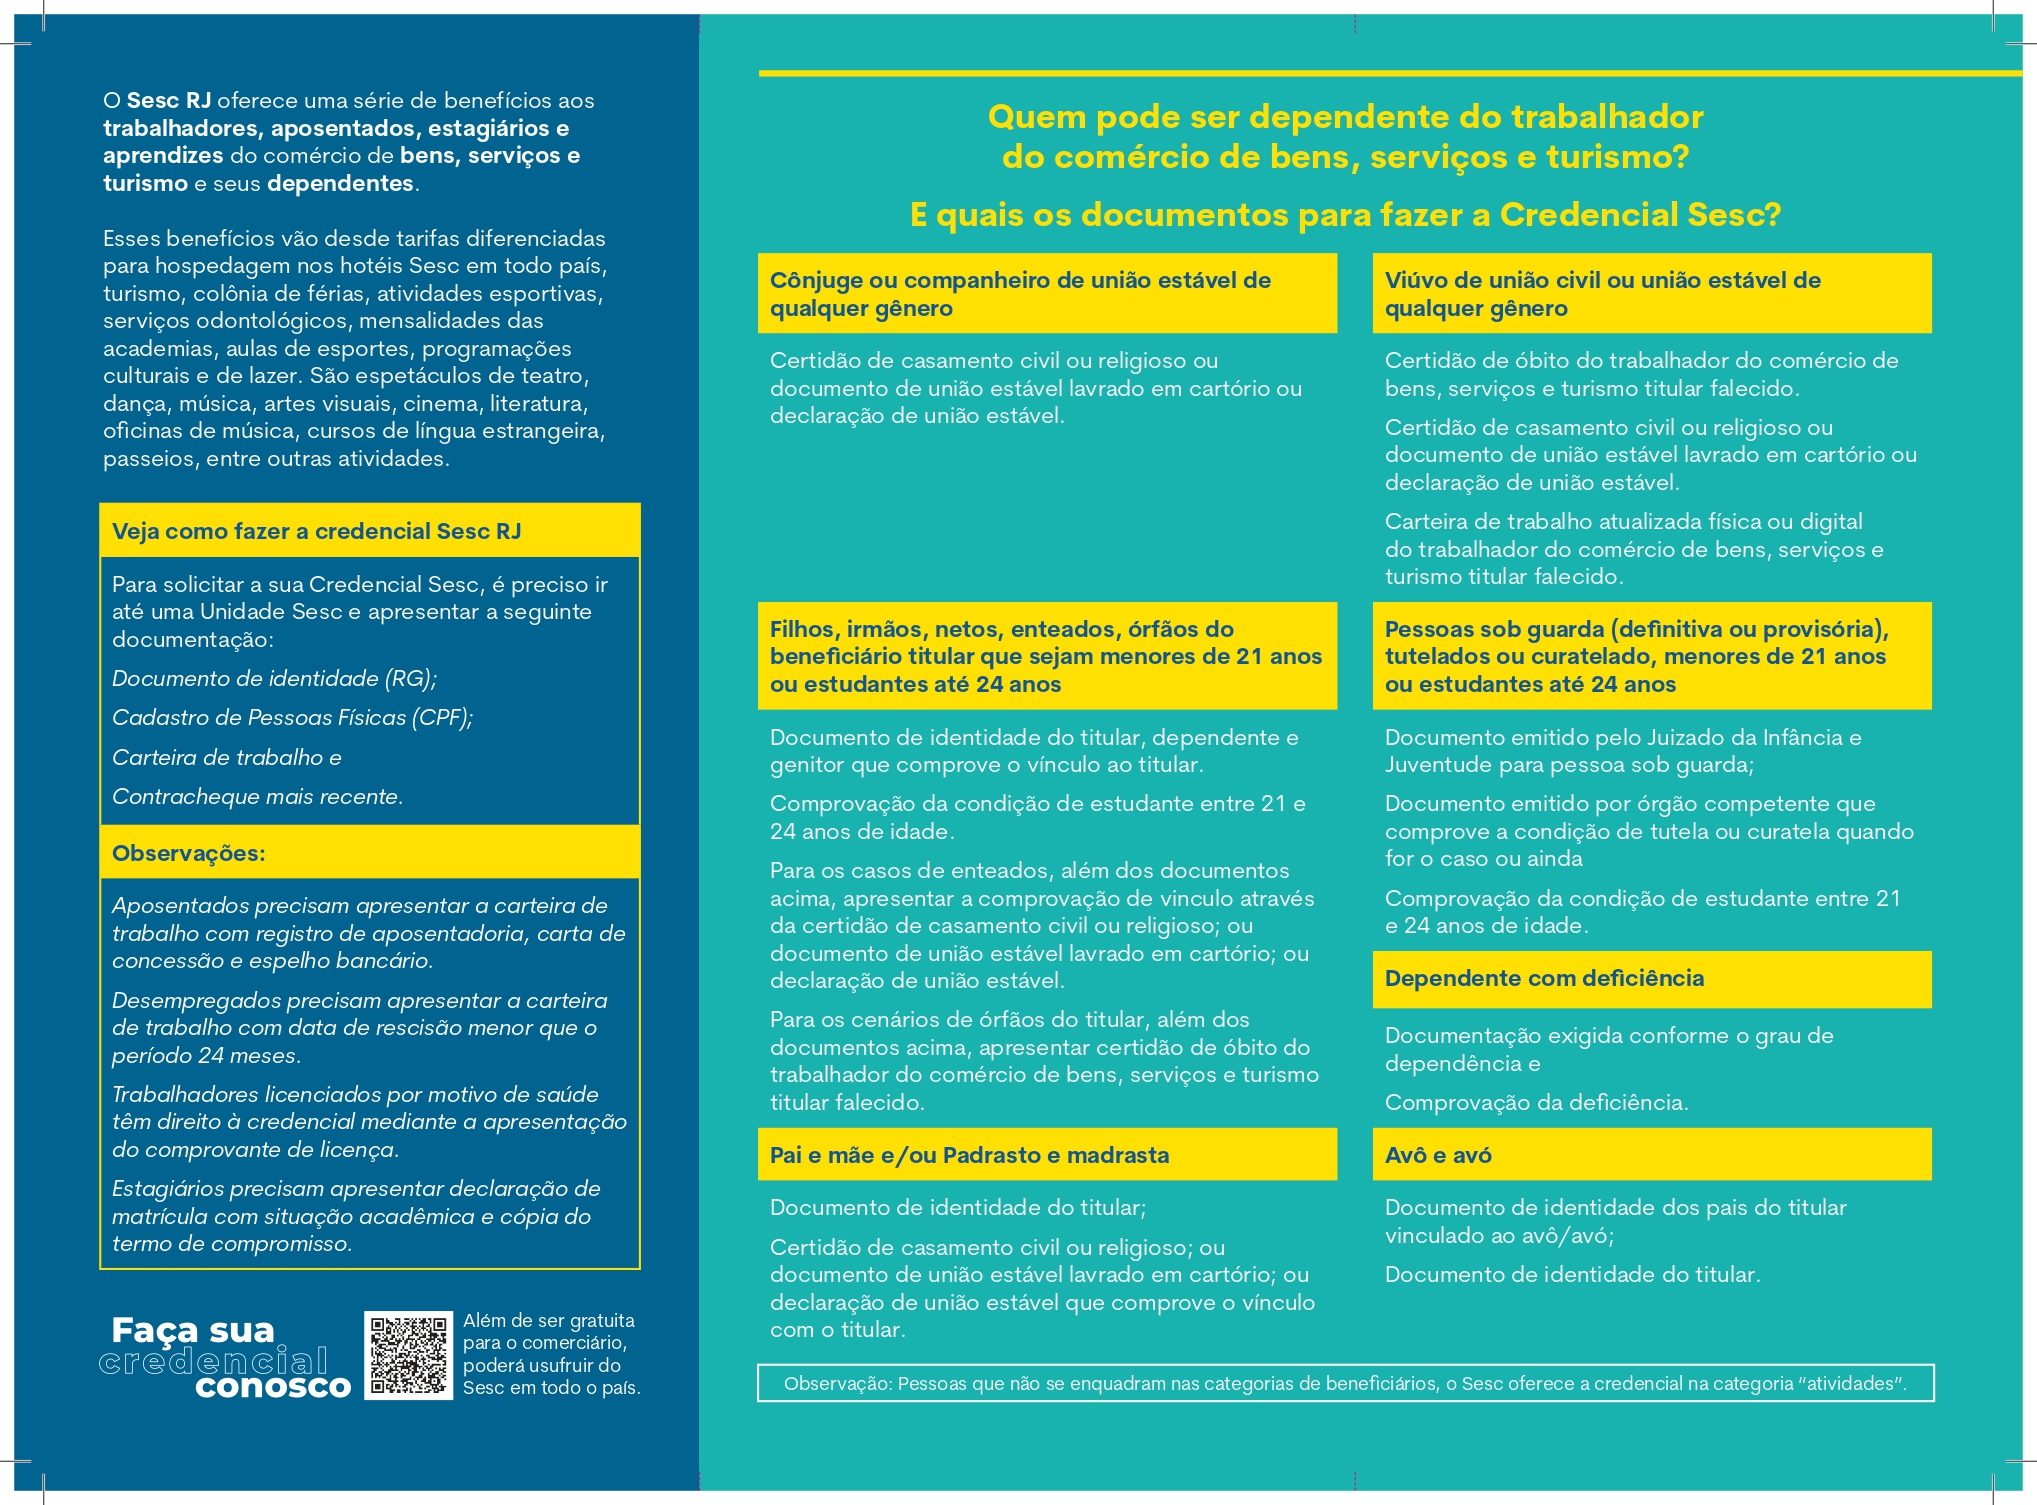 O Sesc RJ oferece uma série de benefícios aos
trabalhadores, aposentados, estagiários e
aprendizes do comércio de bens, serviços e
turismo e seus dependentes.
Esses benefícios vão desde tarifas diferenciadas
para hospedagem nos hotéis Sesc em todo país,
turismo, colônia de férias, atividades esportivas,
serviços odontológicos, mensalidades das
academias, aulas de esportes, programações
culturais e de lazer. São espetáculos de teatro,
dança, música, artes visuais, cinema, literatura,
oficinas de música, cursos de língua estrangeira,
passeios, entre outras atividades.
Veja como fazer a credencial Sesc RJ
Para solicitar a sua Credencial Sesc, é preciso ir
até uma Unidade Sesc e apresentar a seguinte
documentação:
Documento de identidade (RG);
Cadastro de Pessoas Físicas (CPF);
Carteira de trabalho e
Contracheque mais recente.
Observações:
Aposentados precisam apresentar a carteira de
trabalho com registro de aposentadoria, carta de
concessão e espelho bancário.
Desempregados precisam apresentar a carteira
de trabalho com data de rescisão menor que o
período 24 meses.
Trabalhadores licenciados por motivo de saúde
têm direito à credencial mediante a apresentação
do comprovante de licença.
Estagiários precisam apresentar declaração de
matrícula com situação acadêmica e cópia do
termo de compromisso.
Faça sua
credencial
conosco
Além de ser gratuita
para o comerciário,
poderá usufruir do
Sesc em todo o país.
Quem pode ser dependente do trabalhador
do comércio de bens, serviços e turismo?
E quais os documentos para fazer a Credencial Sesc?
Cônjuge ou companheiro de união estável de
qualquer gênero
Certidão de casamento civil ou religioso ou
documento de união estável lavrado em cartório ou
declaração de união estável.
Viúvo de união civil ou união estável de
qualquer gênero
Certidão de óbito do trabalhador do comércio de
bens, serviços e turismo titular falecido.
Certidão de casamento civil ou religioso ou
documento de união estável lavrado em cartório ou
declaração de união estável.
Carteira de trabalho atualizada física ou digital
do trabalhador do comércio de bens, serviços e
turismo titular falecido.
Filhos, irmãos, netos, enteados, órfãos do
beneficiário titular que sejam menores de 21 anos
ou estudantes até 24 anos
Documento de identidade do titular, dependente e
genitor que comprove o vínculo ao titular.
Comprovação da condição de estudante entre 21 e
24 anos de idade.
Para os casos de enteados, além dos documentos
acima, apresentar a comprovação de vinculo através
da certidão de casamento civil ou religioso; ou
documento de união estável lavrado em cartório; ou
declaração de união estável.
Para os cenários de órfãos do titular, além dos
documentos acima, apresentar certidão de óbito do
trabalhador do comércio de bens, serviços e turismo
titular falecido.
Pessoas sob guarda (definitiva ou provisória),
tutelados ou curatelado, menores de 21 anos
ou estudantes até 24 anos
Documento emitido pelo Juizado da Infância e
Juventude para pessoa sob guarda;
Documento emitido por órgão competente que
comprove a condição de tutela ou curatela quando
for o caso ou ainda
Comprovação da condição de estudante entre 21
e 24 anos de idade.
Dependente com deficiência
Documentação exigida conforme o grau de
dependência e
Comprovação da deficiência.
Pai e mãe e/ou Padrasto e madrasta
Documento de identidade do titular;
Certidão de casamento civil ou religioso; ou
documento de união estável lavrado em cartório; ou
declaração de união estável que comprove o vínculo
com o titular.
Avô e avó
Documento de identidade dos pais do titular
vinculado ao avô/avó;
Documento de identidade do titular.
Observação: Pessoas que não se enquadram nas categorias de beneficiários, o Sesc oferece a credencial na categoria “atividades”.